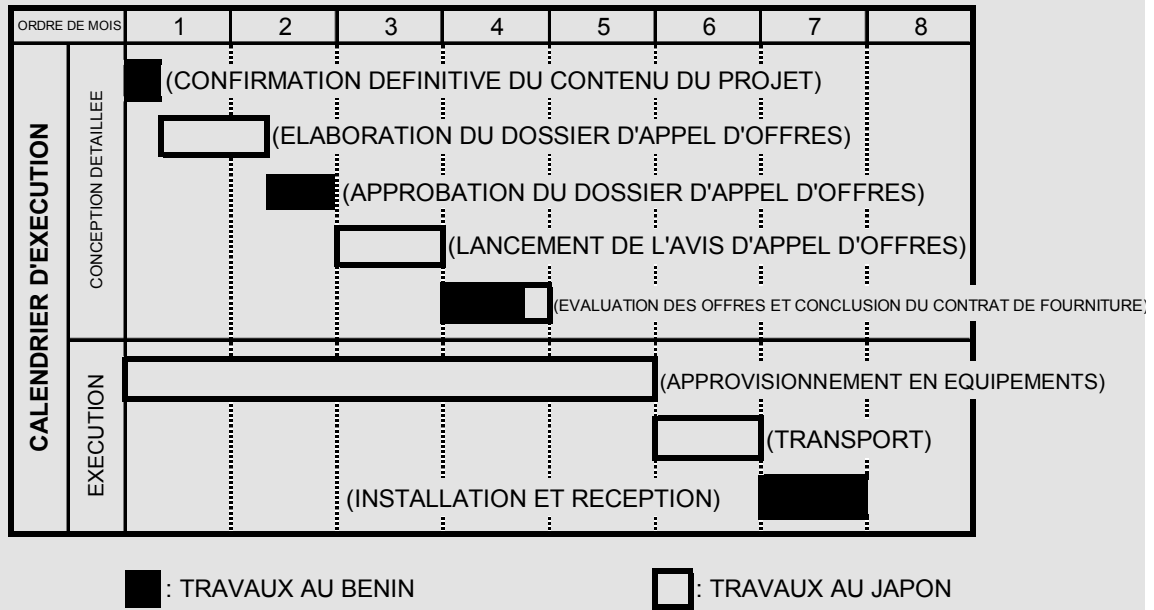 ORDRE DE MOIS 1 2 3 4 5 6 7 8
CALENDRIER D'EXECUTION
CONCEPTION DETAILLEE
(CONFIRMATION DEFINITIVE DU CONTENU DU PROJET)
(ELABORATION DU DOSSIER D'APPEL D'OFFRES)
(APPROBATION DU DOSSIER D'APPEL D'OFFRES)
(LANCEMENT DE L'AVIS D'APPEL D'OFFRES)
(EVALUATION DES OFFRES ET CONCLUSION DU CONTRAT DE FOURNITURE)
EXECUTION
(APPROVISIONNEMENT EN EQUIPEMENTS)
(TRANSPORT)
(INSTALLATION ET RECEPTION)
: TRAVAUX AU BENIN
: TRAVAUX AU JAPON